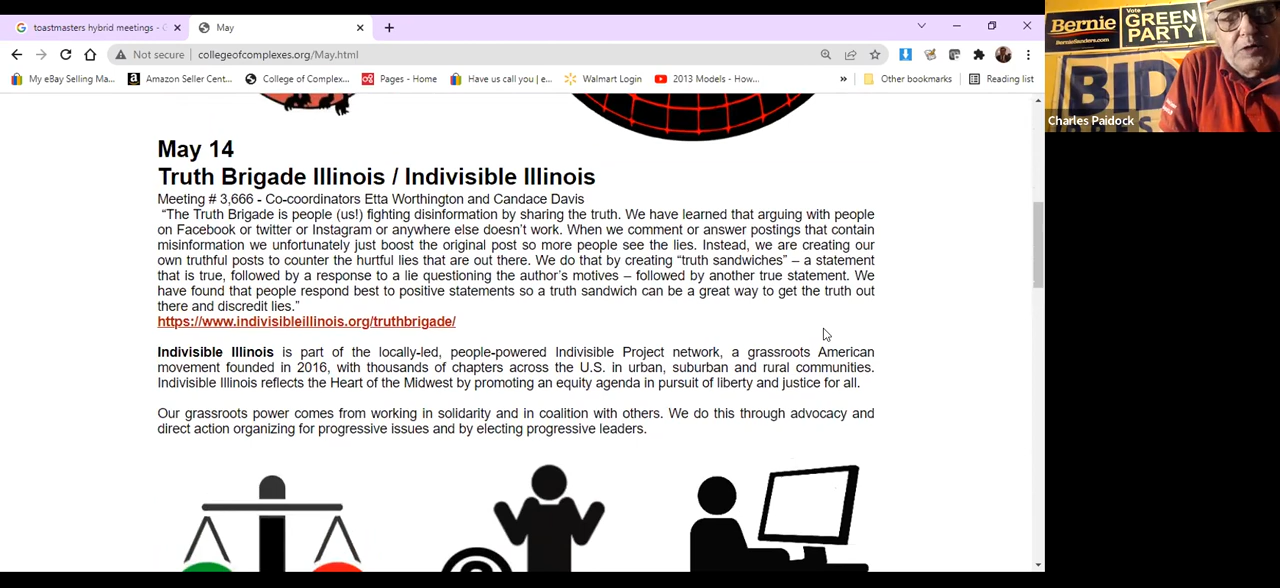 toastmasters hybrid meetings - G
May
Not secure
collegeofcomplexes.org/May.html
My eBay Selling Ma...
Amazon Seller Cent...
College of Complex...
Pages - Home
Have us call you | e...
Walmart Login
2013 Models - How...
»
Other bookmarks
Reading list
May 14
Truth Brigade Illinois / Indivisible Illinois
Meeting # 3,666 - Co-coordinators Etta Worthington and Candace Davis
“The Truth Brigade is people (us!) fighting disinformation by sharing the truth. We have learned that arguing with people
on Facebook or twitter or Instagram or anywhere else doesn’t work. When we comment or answer postings that contain
misinformation we unfortunately just boost the original post so more people see the lies. Instead, we are creating our
own truthful posts to counter the hurtful lies that are out there. We do that by creating “truth sandwiches” – a statement
that is true, followed by a response to a lie questioning the author’s motives – followed by another true statement. We
have found that people respond best to positive statements so a truth sandwich can be a great way to get the truth out
there and discredit lies.”
https://www.indivisibleillinois.org/truthbrigade/
Indivisible Illinois is part of the locally-led, people-powered Indivisible Project network, a grassroots American
movement founded in 2016, with thousands of chapters across the U.S. in urban, suburban and rural communities.
Indivisible Illinois reflects the Heart of the Midwest by promoting an equity agenda in pursuit of liberty and justice for all.
Our grassroots power comes from working in solidarity and in coalition with others. We do this through advocacy and
direct action organizing for progressive issues and by electing progressive leaders.
Bernie
BernieSanders.com
Vote
GREEN
PARTY
BID
Charles Paidock